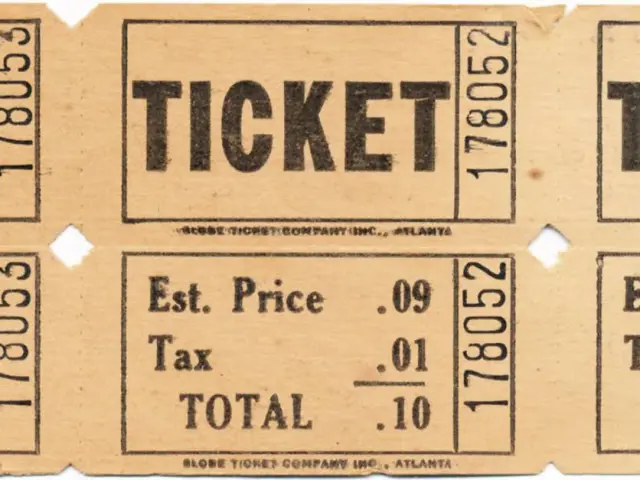 178053
TICKET
178052
GLOBE TICKET COMPANY INC., ATLANTA
178053
Est. Price .09
Tax .01
TOTAL .10
178052
GLOBE TICKET COMPANY INC., ATLANTA
T
E
T